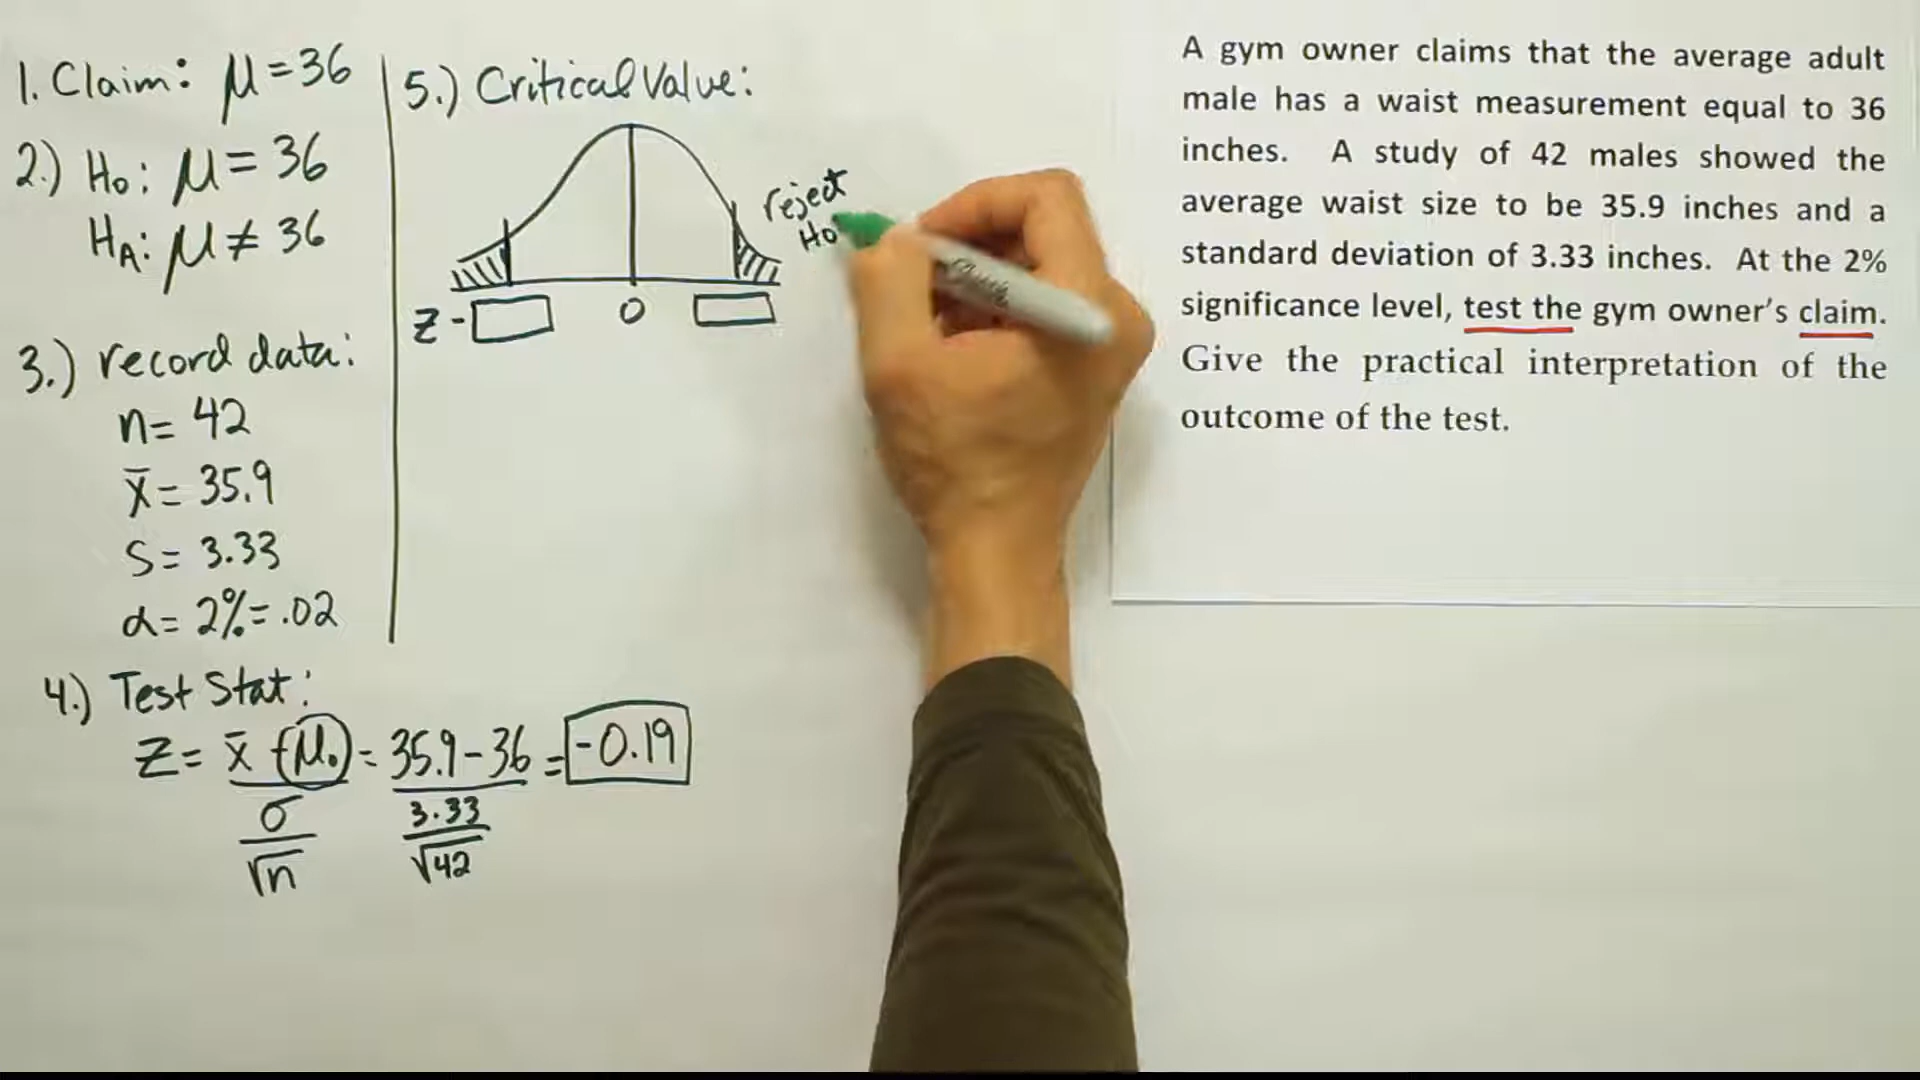 1. Claim: μ = 36
2.) H₀: μ = 36
H_A: μ ≠ 36
3.) record data:
n = 42
x̄ = 35.9
S = 3.33
α = 2% = .02
4.) Test Stat:
Z = (x̄ - (μ₀)) / (σ/√n) = (35.9 - 36) / (3.33/√42) = -0.19
5.) Critical Value:
reject
H₀
Z - 0
A gym owner claims that the average adult
male has a waist measurement equal to 36
inches. A study of 42 males showed the
average waist size to be 35.9 inches and a
standard deviation of 3.33 inches. At the 2%
significance level, test the gym owner's claim.
Give the practical interpretation of the
outcome of the test.